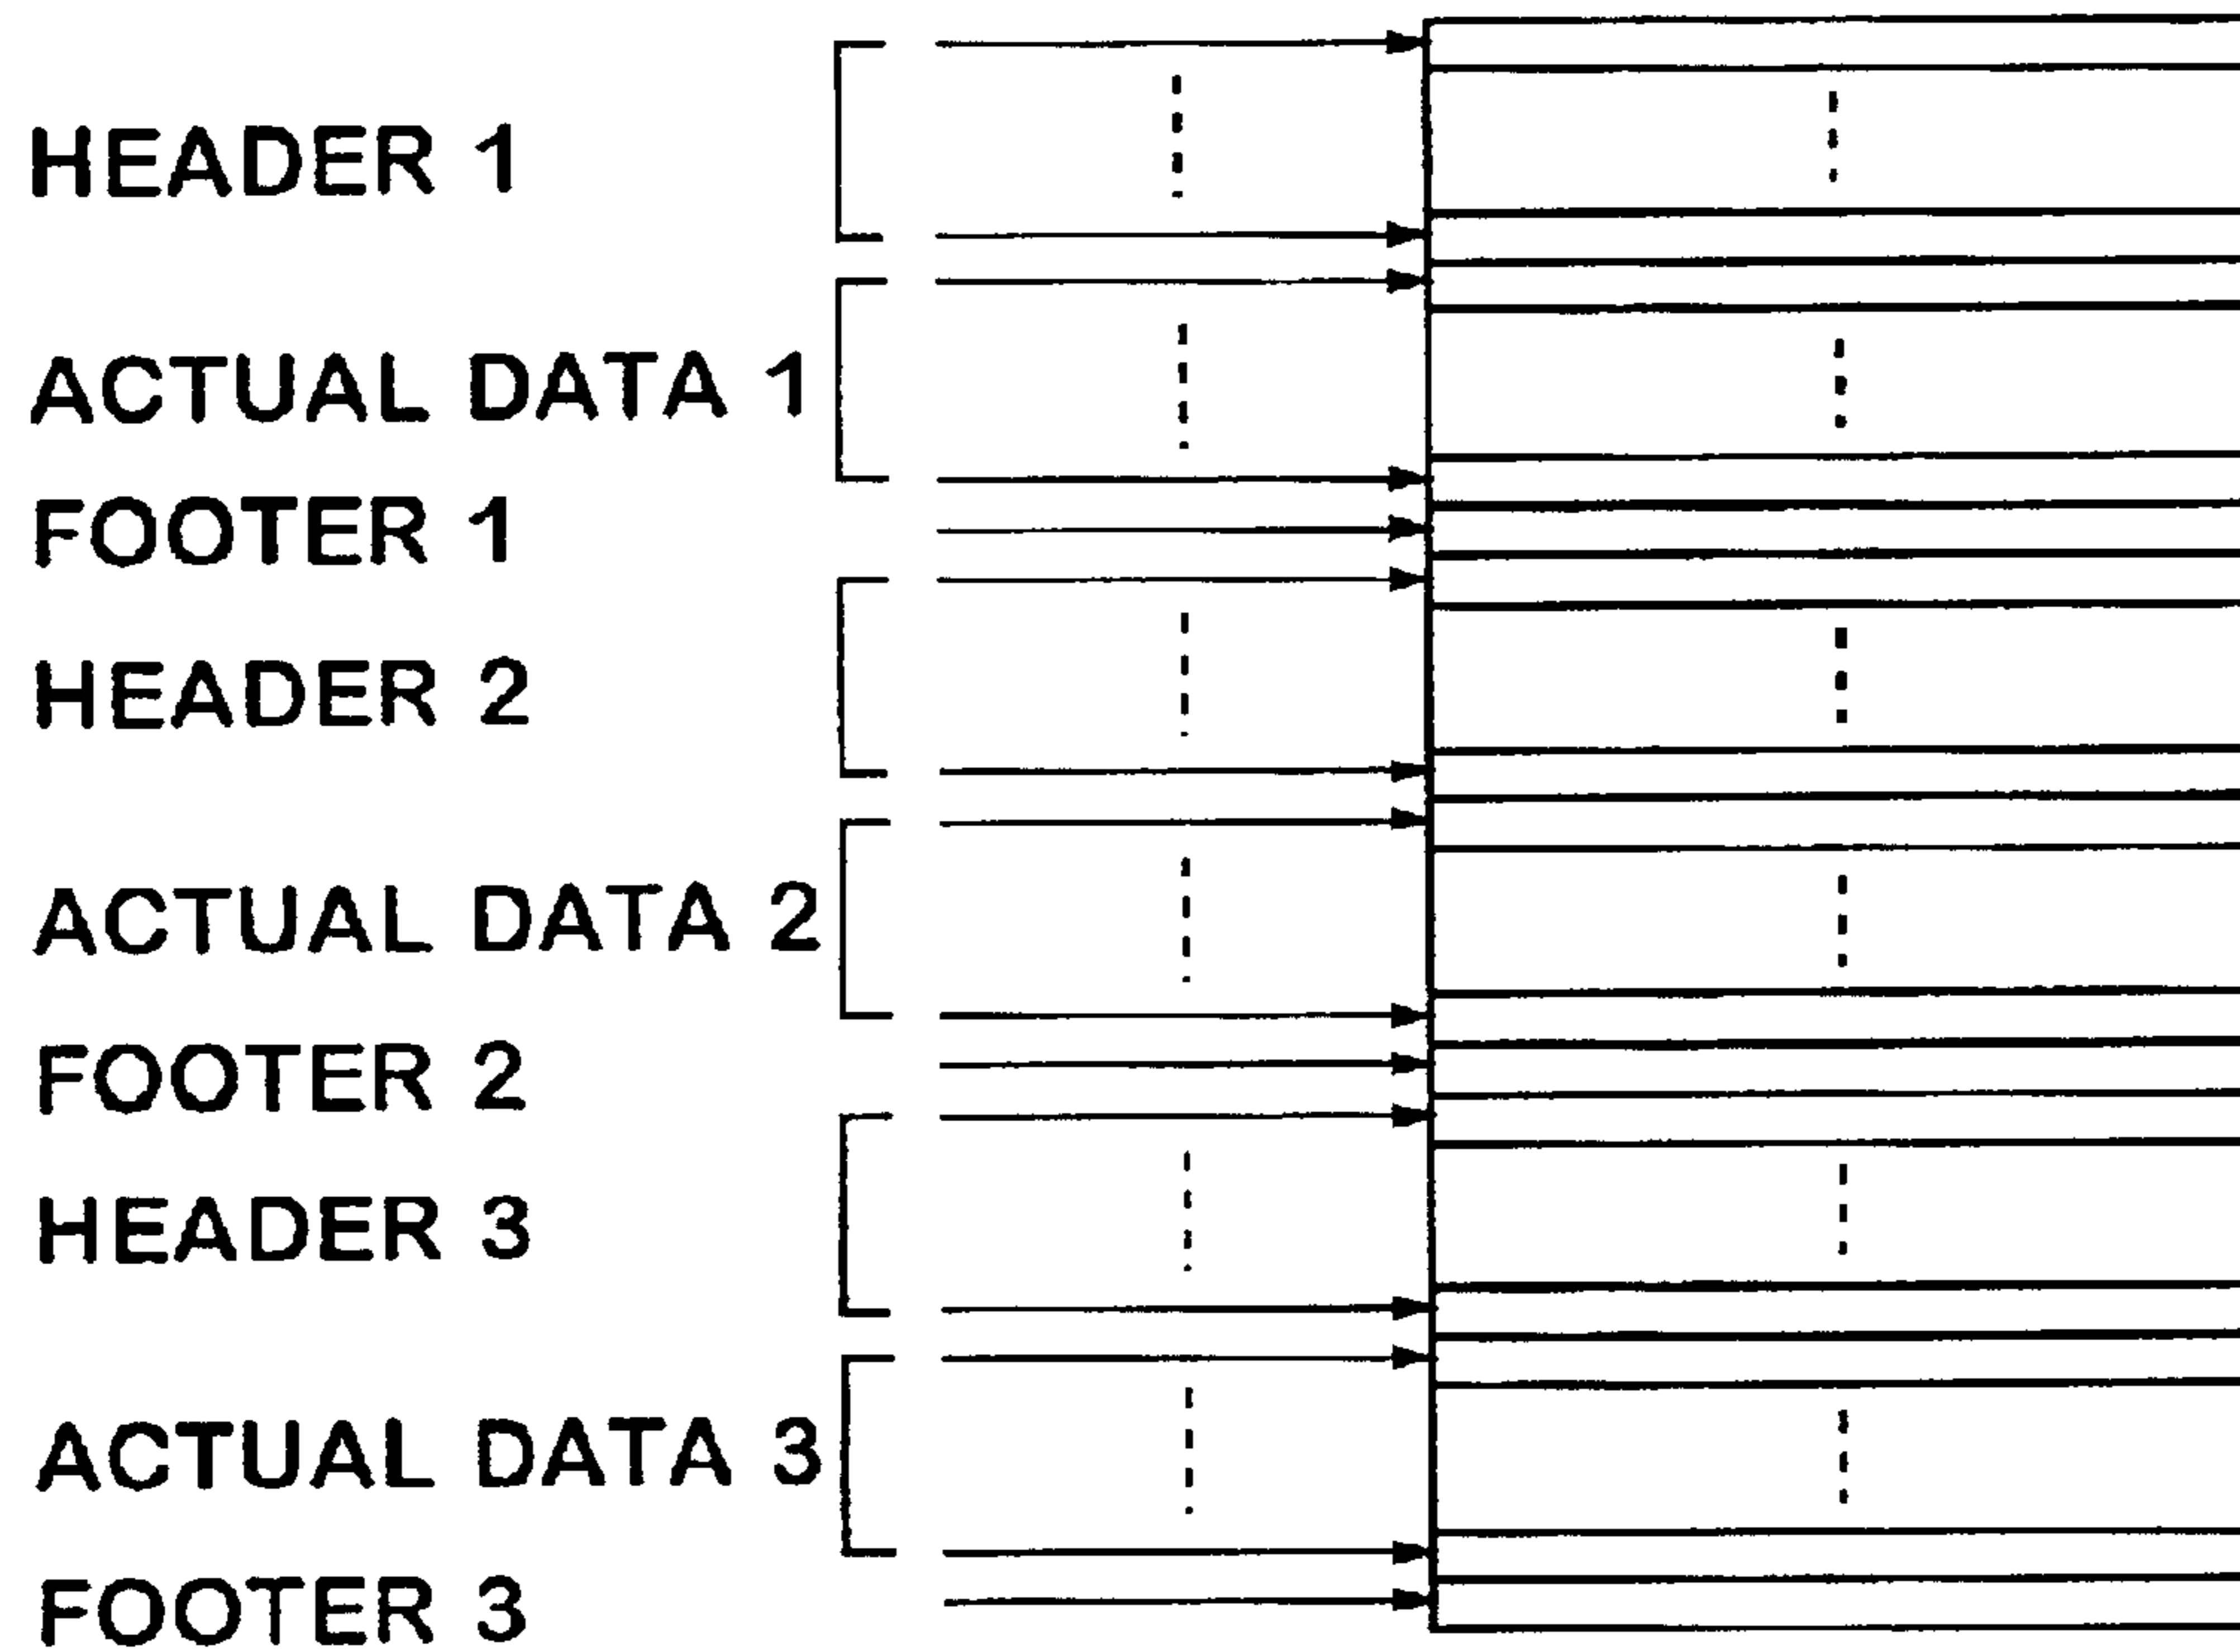 HEADER 1
ACTUAL DATA 1
FOOTER 1
HEADER 2
ACTUAL DATA 2
FOOTER 2
HEADER 3
ACTUAL DATA 3
FOOTER 3